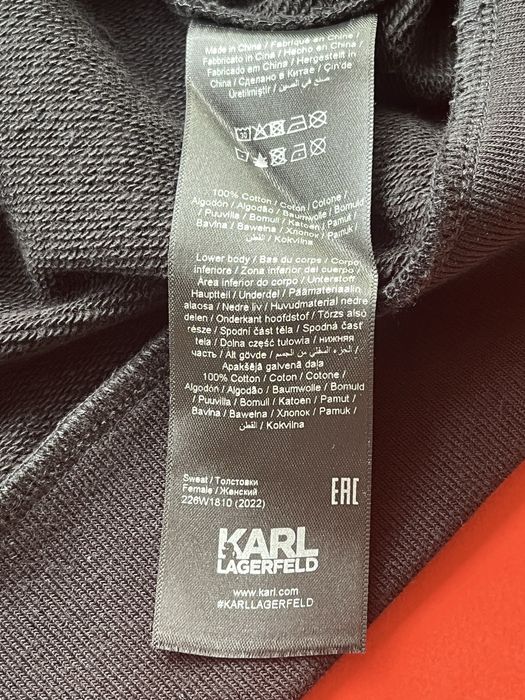 Made in China / Fabriqué en Chine /
Fabbricato in Cina / Hecho en China /
Fabricado em China / Hergestellt in
China / Сделано в Китае / Çin'de
Üretilmiştir / صنع في الصين
100% Cotton / Coton / Cotone /
Algodón / Algodão / Baumwolle / Bomuld
/ Puuvilla / Bomull / Katoen / Pamut /
Bavlna / Bawełna / Хлопок / Pamuk /
القطن / Kokvilna
Lower body / Bas du corps / Corpo
inferiore / Zona inferior del cuerpo /
Área inferior do corpo / Unterstoff
Hauptteil / Underdel / Päämateriaalin
alaosa / Nedre liv / Huvudmaterial nedre
delen / Onderkant hoofdstof / Törzs alsó
része / Spodní část těla / Spodná časť
tela / Dolna część tułowia / нижняя
часть / Alt gövde / الجزء السفلي من الجسم /
Apakšējā galvenā daļa
100% Cotton / Coton / Cotone /
Algodón / Algodão / Baumwolle / Bomuld
/ Puuvilla / Bomull / Katoen / Pamut /
Bavlna / Bawełna / Хлопок / Pamuk /
القطن / Kokvilna
Sweat / Толстовки
Female / Женский
226W1810 (2022)
EAC
KARL
LAGERFELD
www.karl.com
#KARLLAGERFELD